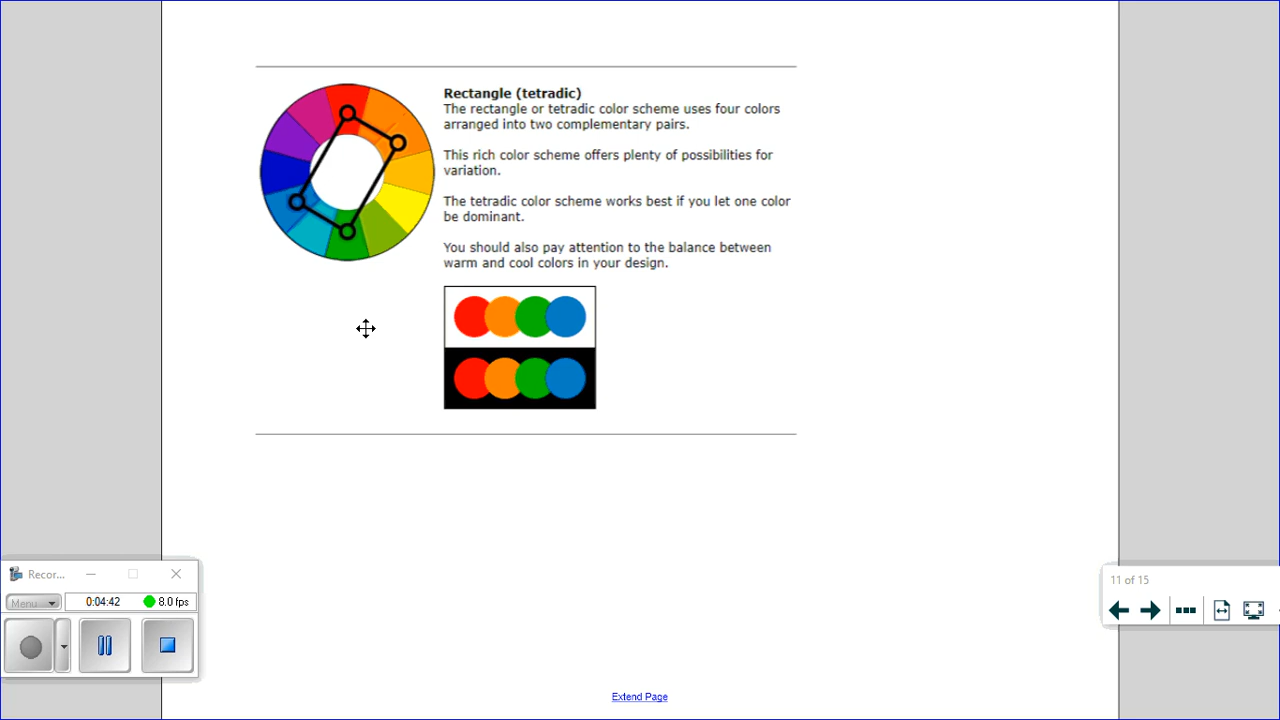 Rectangle (tetradic)
The rectangle or tetradic color scheme uses four colors
arranged into two complementary pairs.
This rich color scheme offers plenty of possibilities for
variation.
The tetradic color scheme works best if you let one color
be dominant.
You should also pay attention to the balance between
warm and cool colors in your design.
Recor...
Menu
0:04:42
8.0 fps
11 of 15
Extend Page